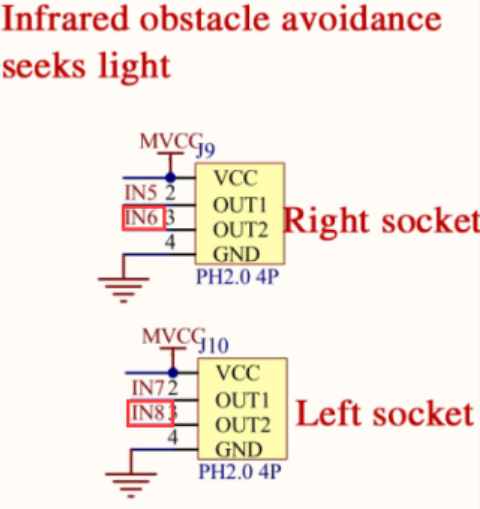 Infrared obstacle avoidance
seeks light
MVCC
J9
VCC
IN5 2
OUT1
IN6 3
OUT2
Right socket
4
GND
PH2.0 4P
MVCC
J10
VCC
IN7 2
OUT1
IN8 3
OUT2
Left socket
4
GND
PH2.0 4P